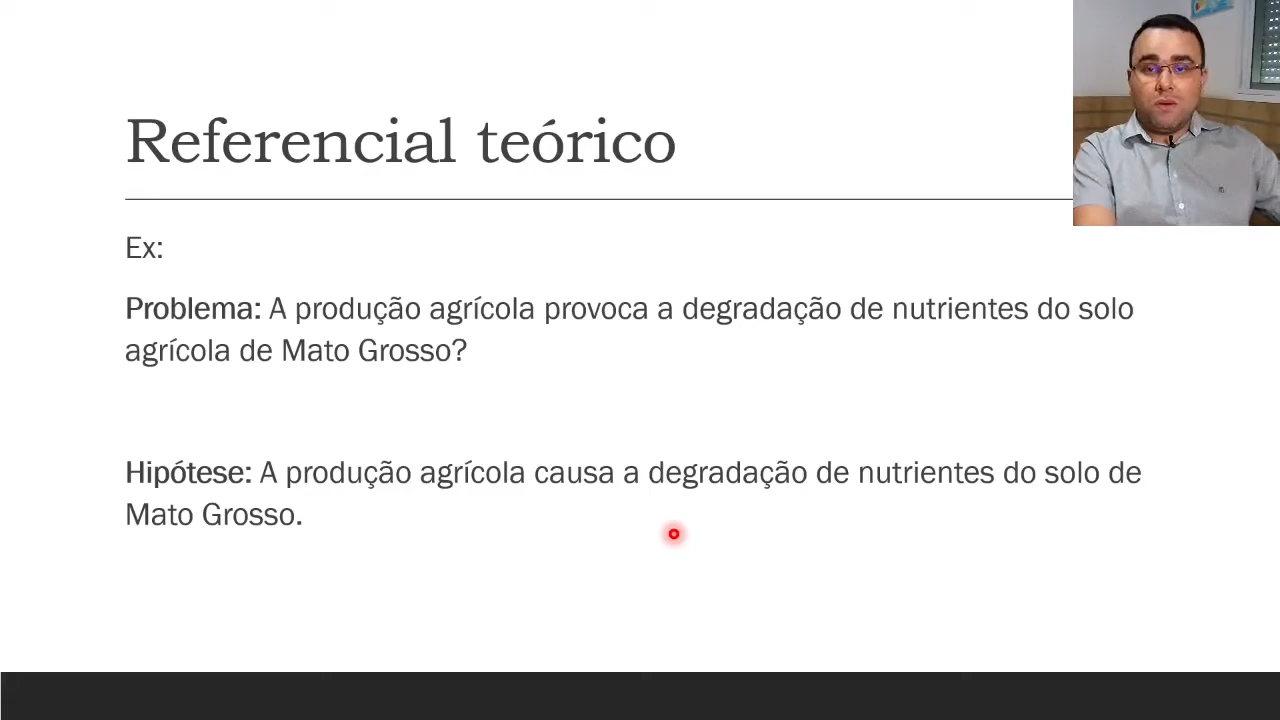 Referencial teórico
Ex:
Problema: A produção agrícola provoca a degradação de nutrientes do solo
agrícola de Mato Grosso?
Hipótese: A produção agrícola causa a degradação de nutrientes do solo de
Mato Grosso.